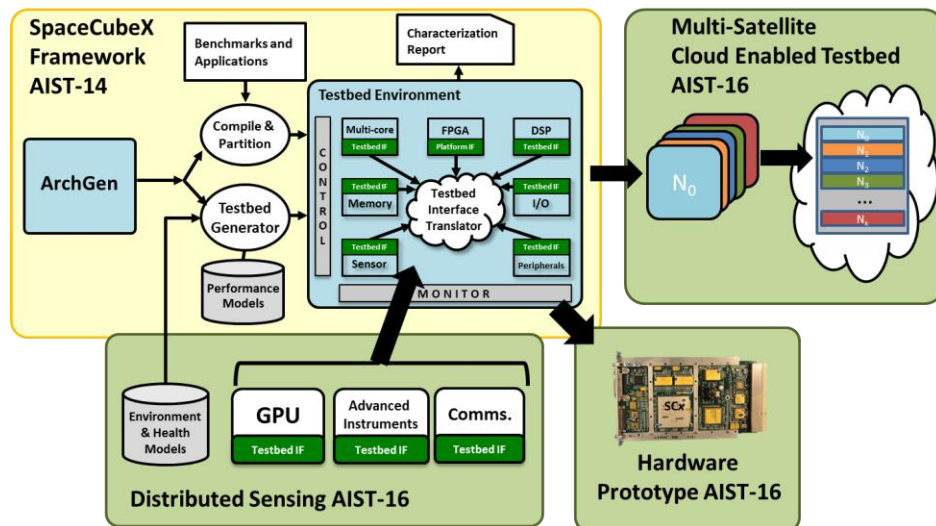 SpaceCubeX
Framework
AIST-14
Benchmarks and
Applications
Characterization
Report
ArchGen
Compile &
Partition
Testbed
Generator
Performance
Models
Testbed Environment
CONTROL
Multi-core
Testbed IF
FPGA
Platform IF
DSP
Testbed IF
Testbed IF
Memory
Testbed
Interface
Translator
Testbed IF
I/O
Testbed IF
Sensor
Testbed IF
Peripherals
MONITOR
Multi-Satellite
Cloud Enabled Testbed
AIST-16
N₀
N₀
N₁
N₂
N₃
...
Nₓ
Environment
& Health
Models
GPU
Testbed IF
Advanced
Instruments
Testbed IF
Comms.
Testbed IF
Distributed Sensing AIST-16
SCx
Hardware
Prototype AIST-16